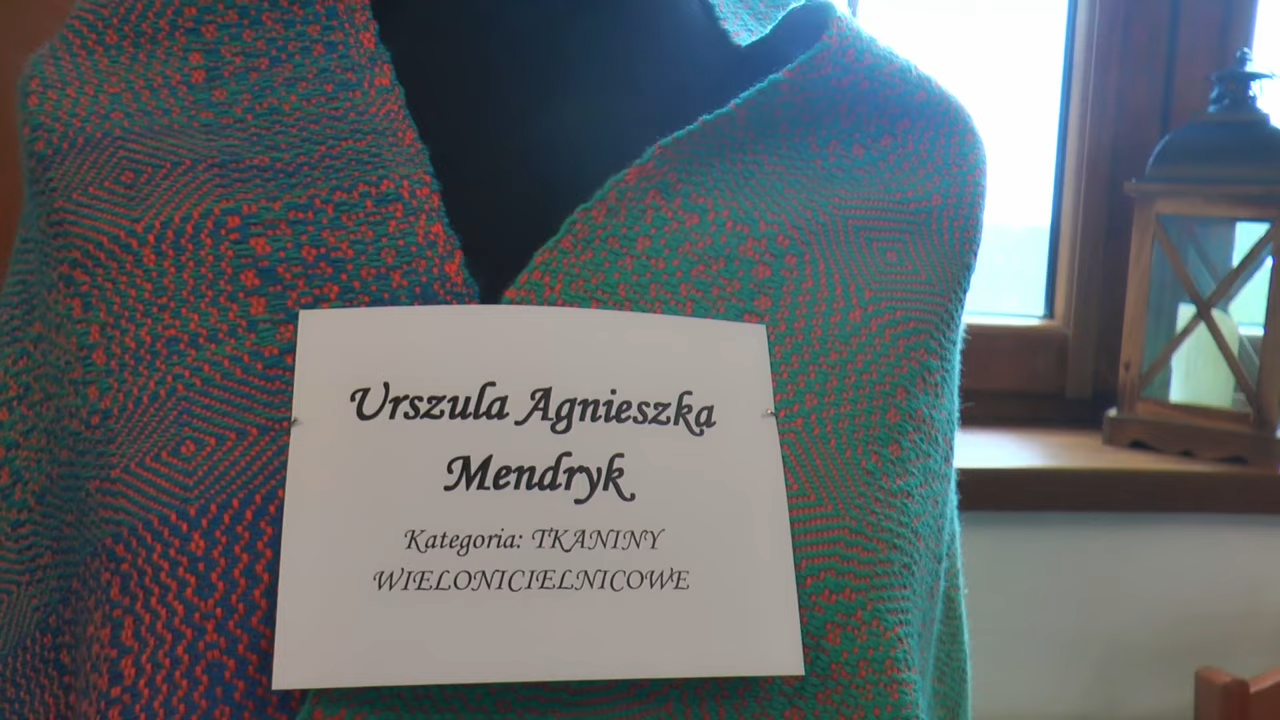 Urszula Agnieszka
Mendryk
Kategoria: TKANINY
WIELONICIELNICOWE